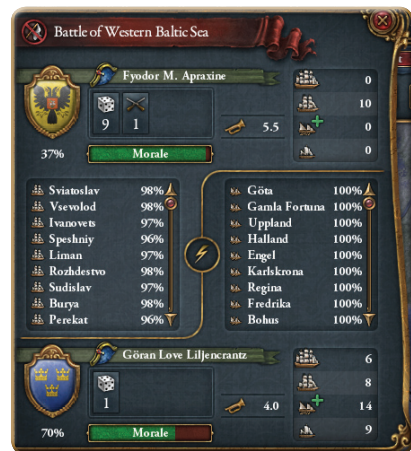 Battle of Western Baltic Sea
Fyodor M. Apraxine
0
10
9 1 5.5 0
0
37% Morale
Sviatoslav 98% Göta 100%
Vsevolod 98% Gamla Fortuna 100%
Ivanovets 97% Uppland 100%
Speshniy 96% Halland 100%
Liman 97% Engel 100%
Rozhdestvo 98% Karlskrona 100%
Sudislav 97% Regina 100%
Burya 98% Fredrika 100%
Perekat 96% Bohus 100%
Göran Love Liljencrantz 6
8
1 4.0 14
9
70% Morale